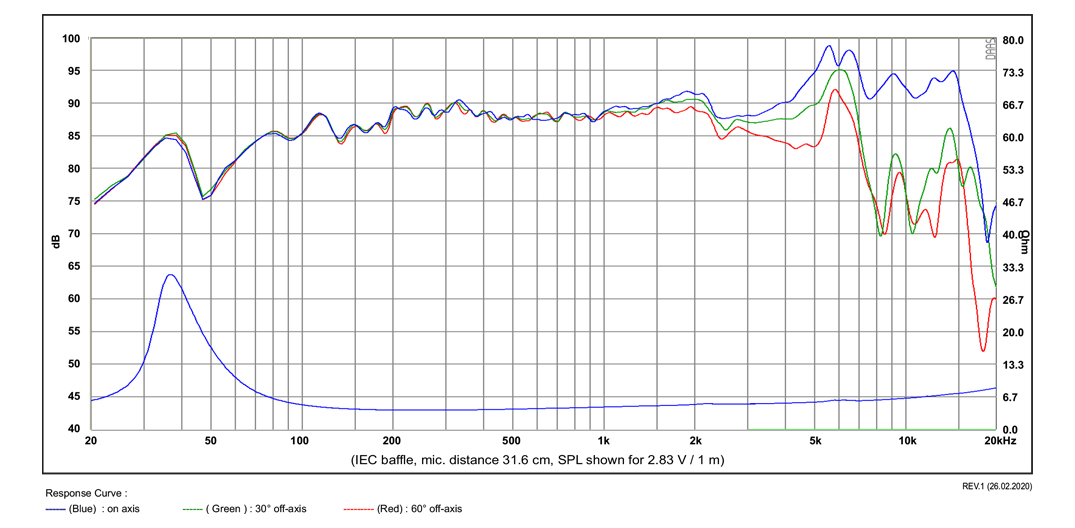 100 80.0
DAAS
95 73.3
90 66.7
85 60.0
80 53.3
75 46.7
70 40.0
dB Ohm
65 33.3
60 26.7
55 20.0
50 13.3
45 6.7
40 0.0
20 50 100 200 500 1k 2k 5k 10k 20kHz
(IEC baffle, mic. distance 31.6 cm, SPL shown for 2.83 V / 1 m)
REV.1 (26.02.2020)
Response Curve :
(Blue) : on axis ( Green ) : 30° off-axis (Red) : 60° off-axis